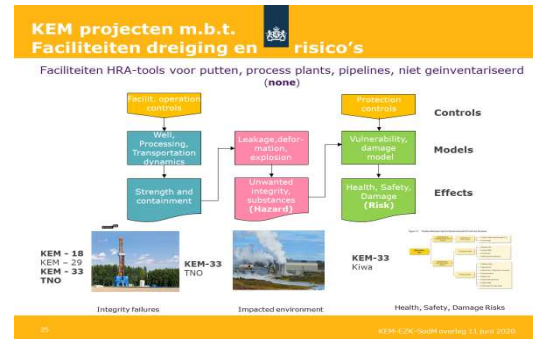 KEM projecten m.b.t.
Faciliteiten dreiging en risico's
Faciliteiten HRA-tools voor putten, process plants, pipelines, niet geinventariseerd
(none)
Facilit. operation
controls
Protection
controls
Controls
Well,
Processing,
Transportation
dynamics
Leakage,defor-
mation,
explosion
Vulnerability,
damage
model
Models
Strength and
containment
Unwanted
integrity,
substances
(Hazard)
Health, Safety,
Damage
(Risk)
Effects
KEM - 18
KEM – 29
KEM - 33
TNO
KEM-33
TNO
KEM-33
Kiwa
Integrity failures
Impacted environment
Health, Safety, Damage Risks
25
KEM-EZK-SodM overleg 11 juni 2020